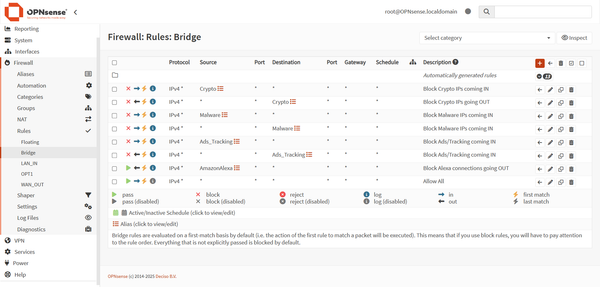 OPNsense
root@OPNsense.localdomain
Reporting
System
Interfaces
Firewall
Aliases
Automation
Categories
Groups
NAT
Rules
Floating
Bridge
LAN_IN
OPT1
WAN_OUT
Shaper
Settings
Log Files
Diagnostics
VPN
Services
Power
Help
Firewall: Rules: Bridge
Select category
Inspect
Protocol Source Port Destination Port Gateway Schedule Description
Automatically generated rules
IPv4 * Crypto * * * * * Block Crypto IPs coming IN
IPv4 * * * Crypto * * * Block Crypto IPs going OUT
IPv4 * Malware * * * * * Block Malware IPs coming IN
IPv4 * * * Malware * * * Block Malware IPs coming IN
IPv4 * Ads_Tracking * * * * * Block Ads/Tracking coming IN
IPv4 * * * Ads_Tracking * * * Block Ads/Tracking coming IN
IPv4 * AmazonAlexa * * * * * Block Alexa connections going OUT
IPv4 * * * * * * * Allow All
pass block reject log in first match
pass (disabled) block (disabled) reject (disabled) log (disabled) out last match
Active/Inactive Schedule (click to view/edit)
Alias (click to view/edit)
Bridge rules are evaluated on a first-match basis by default (i.e. the action of the first rule to match a packet will be executed). This means that if you use block rules, you will have to pay attention
to the rule order. Everything that is not explicitly passed is blocked by default.
OPNsense (c) 2014-2025 Deciso B.V.